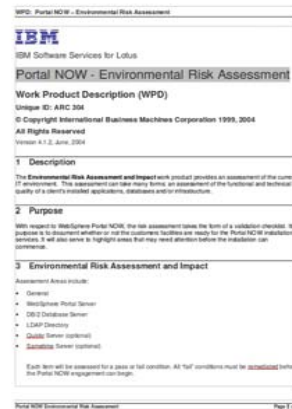 WPD: Portal NOW – Environmental Risk Assessment
IBM
IBM Software Services for Lotus
Portal NOW - Environmental Risk Assessment
Work Product Description (WPD)
Unique ID: ARC 304
© Copyright International Business Machines Corporation 1999, 2004
All Rights Reserved
Version 4.1.2, June, 2004
1 Description
The Environmental Risk Assessment and Impact work product provides an assessment of the curre
IT environment. This assessment can take many forms: an assessment of the functional and technical
quality of a client's installed applications, databases and/or infrastructure.
2 Purpose
With respect to WebSphere Portal NOW, the risk assessment takes the form of a validation checklist. It
purpose is to document whether or not the customers facilities are ready for the Portal NOW installation
services. It will also serve to highlight areas that may need attention before the installation can
commence.
3 Environmental Risk Assessment and Impact
Assessment Areas include:
• General
• WebSphere Portal Server
• DB/2 Database Server
• LDAP Directory
• Quickr Server (optional)
• Sametime Server (optional)
Each item will be assessed for a pass or fail condition. All "fail" conditions must be remediated befo
the Portal NOW engagement can begin.
Portal NOW Environmental Risk Assessment
Page 3